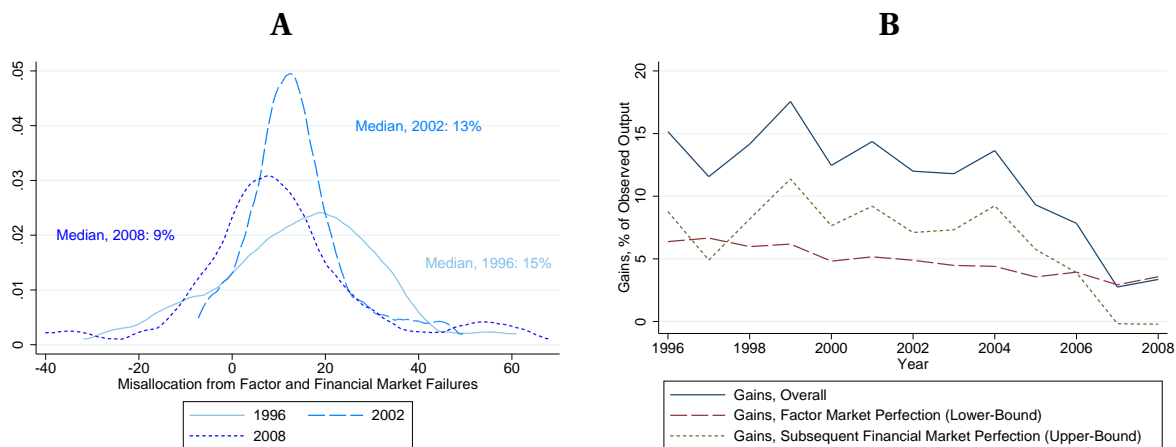 A
.05
.04
.03
.02
.01
0
Median, 2002: 13%
Median, 2008: 9%
Median, 1996: 15%
-40 -20 0 20 40 60
Misallocation from Factor and Financial Market Failures
1996 2002
2008
B
Gains, % of Observed Output
20
15
10
5
0
1996 1998 2000 2002 2004 2006 2008
Year
Gains, Overall
Gains, Factor Market Perfection (Lower-Bound)
Gains, Subsequent Financial Market Perfection (Upper-Bound)